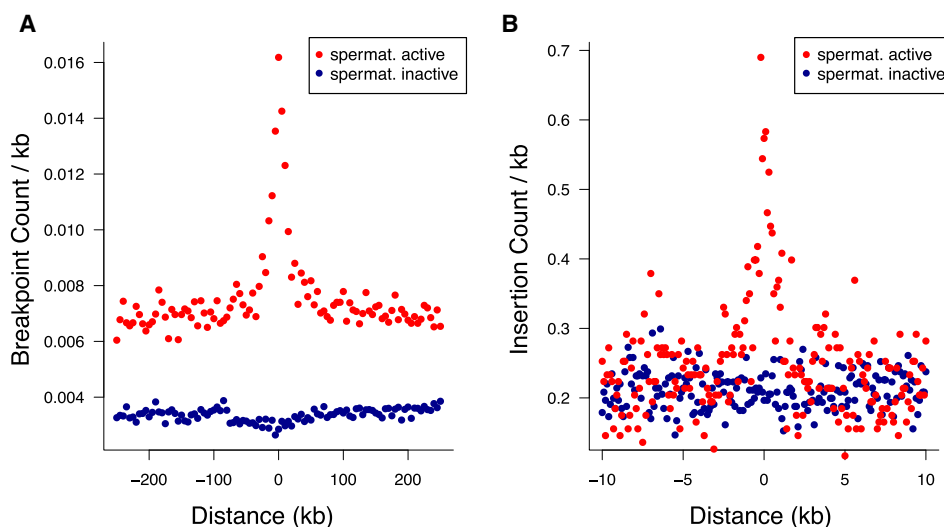 A
spermat. active
spermat. inactive
0.016
0.014
0.012
0.010
0.008
0.006
0.004
Breakpoint Count / kb
−200
−100
0
100
200
Distance (kb)
B
spermat. active
spermat. inactive
0.7
0.6
0.5
0.4
0.3
0.2
Insertion Count / kb
−10
−5
0
5
10
Distance (kb)